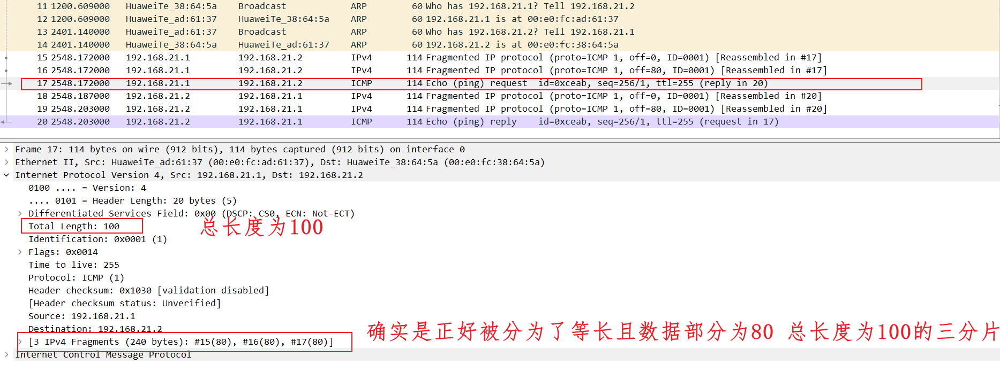 11 1200.609000 HuaweiTe_38:64:5a Broadcast ARP 60 Who has 192.168.21.1? Tell 192.168.21.2
12 1200.609000 HuaweiTe_ad:61:37 HuaweiTe_38:64:5a ARP 60 192.168.21.1 is at 00:e0:fc:ad:61:37
13 2401.140000 HuaweiTe_ad:61:37 Broadcast ARP 60 Who has 192.168.21.2? Tell 192.168.21.1
14 2401.140000 HuaweiTe_38:64:5a HuaweiTe_ad:61:37 ARP 60 192.168.21.2 is at 00:e0:fc:38:64:5a
15 2548.172000 192.168.21.1 192.168.21.2 IPv4 114 Fragmented IP protocol (proto=ICMP 1, off=0, ID=0001) [Reassembled in #17]
16 2548.172000 192.168.21.1 192.168.21.2 IPv4 114 Fragmented IP protocol (proto=ICMP 1, off=80, ID=0001) [Reassembled in #17]
17 2548.172000 192.168.21.1 192.168.21.2 ICMP 114 Echo (ping) request id=0xceab, seq=256/1, ttl=255 (reply in 20)
18 2548.187000 192.168.21.2 192.168.21.1 IPv4 114 Fragmented IP protocol (proto=ICMP 1, off=0, ID=0001) [Reassembled in #20]
19 2548.203000 192.168.21.2 192.168.21.1 IPv4 114 Fragmented IP protocol (proto=ICMP 1, off=80, ID=0001) [Reassembled in #20]
20 2548.203000 192.168.21.2 192.168.21.1 ICMP 114 Echo (ping) reply id=0xceab, seq=256/1, ttl=255 (request in 17)
Frame 17: 114 bytes on wire (912 bits), 114 bytes captured (912 bits) on interface 0
Ethernet II, Src: HuaweiTe_ad:61:37 (00:e0:fc:ad:61:37), Dst: HuaweiTe_38:64:5a (00:e0:fc:38:64:5a)
Internet Protocol Version 4, Src: 192.168.21.1, Dst: 192.168.21.2
0100 .... = Version: 4
.... 0101 = Header Length: 20 bytes (5)
Differentiated Services Field: 0x00 (DSCP: CS0, ECN: Not-ECT)
Total Length: 100
总长度为100
Identification: 0x0001 (1)
Flags: 0x0014
Time to live: 255
Protocol: ICMP (1)
Header checksum: 0x1030 [validation disabled]
[Header checksum status: Unverified]
Source: 192.168.21.1
Destination: 192.168.21.2
确实是正好被分为了等长且数据部分为80 总长度为100的三分片
[3 IPv4 Fragments (240 bytes): #15(80), #16(80), #17(80)]
Internet Control Message Protocol